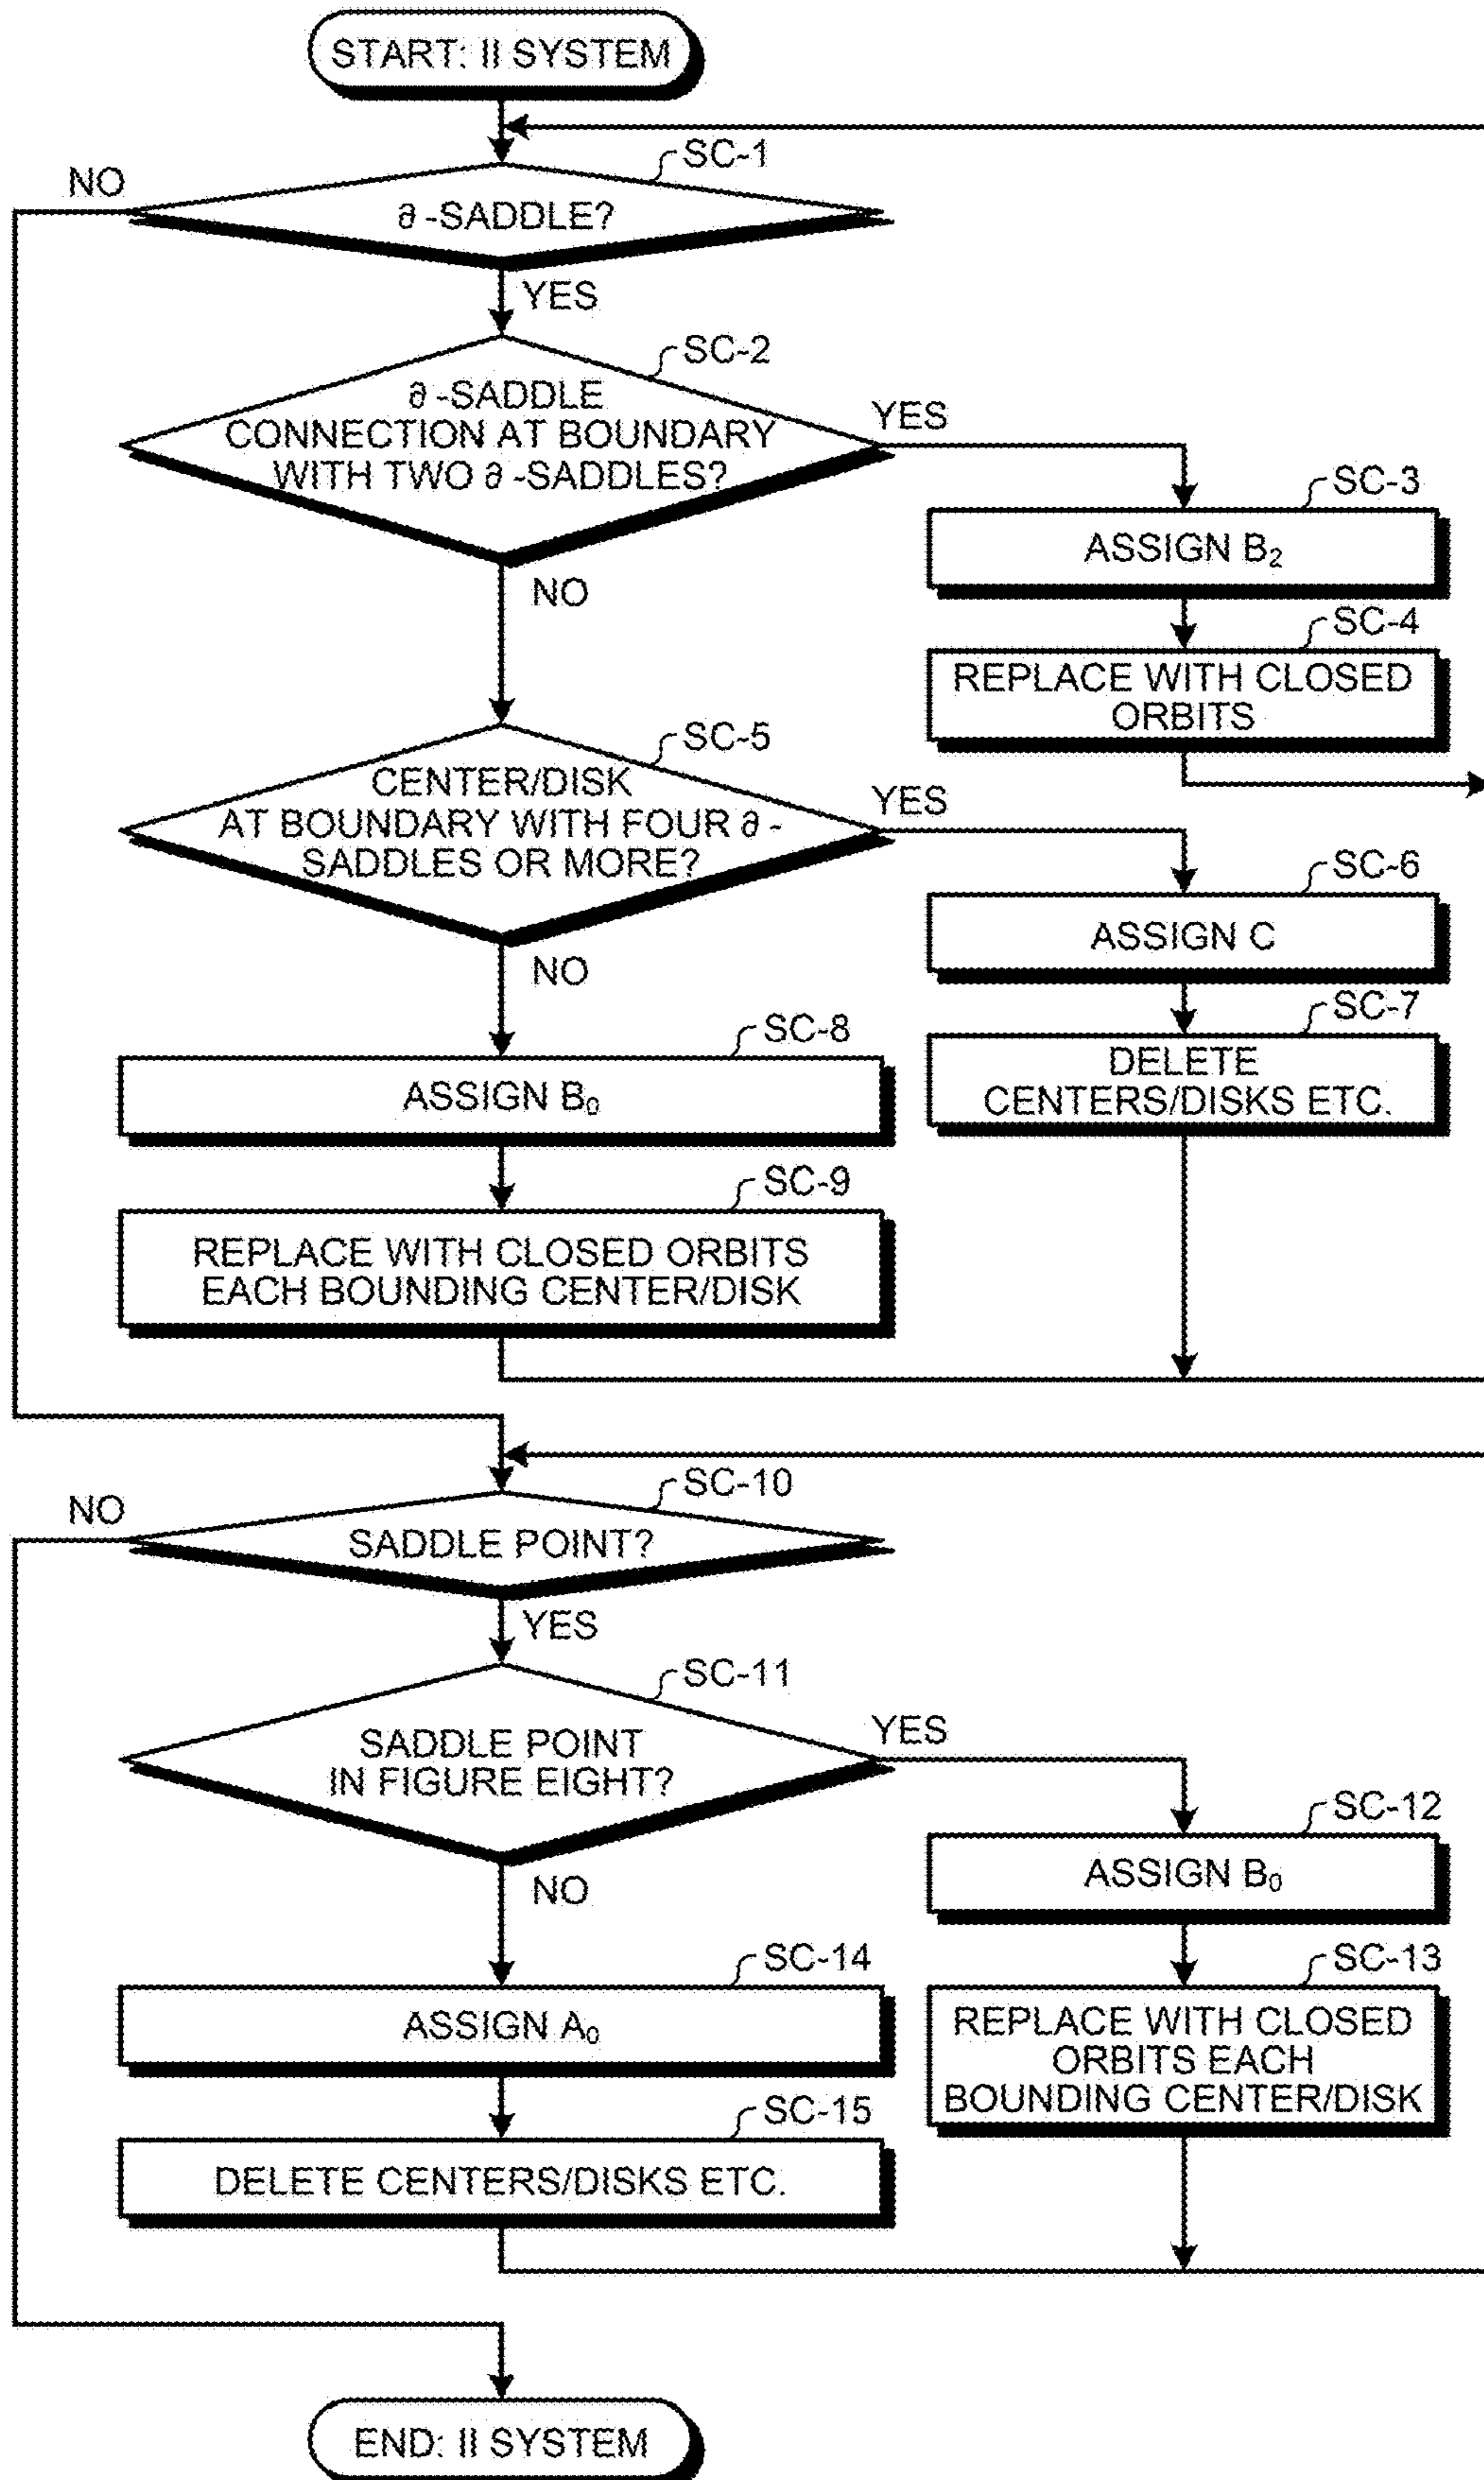 START: II SYSTEM
SC-1
NO
∂ -SADDLE?
YES
SC-2
∂ -SADDLE
CONNECTION AT BOUNDARY
WITH TWO ∂ -SADDLES?
YES
SC-3
ASSIGN B₂
NO
SC-4
REPLACE WITH CLOSED
ORBITS
SC-5
CENTER/DISK
AT BOUNDARY WITH FOUR ∂ -
SADDLES OR MORE?
YES
SC-6
ASSIGN C
NO
SC-7
DELETE
CENTERS/DISKS ETC.
SC-8
ASSIGN B₀
SC-9
REPLACE WITH CLOSED ORBITS
EACH BOUNDING CENTER/DISK
SC-10
NO
SADDLE POINT?
YES
SC-11
SADDLE POINT
IN FIGURE EIGHT?
YES
SC-12
ASSIGN B₀
NO
SC-13
REPLACE WITH CLOSED
ORBITS EACH
BOUNDING CENTER/DISK
SC-14
ASSIGN A₀
SC-15
DELETE CENTERS/DISKS ETC.
END: II SYSTEM